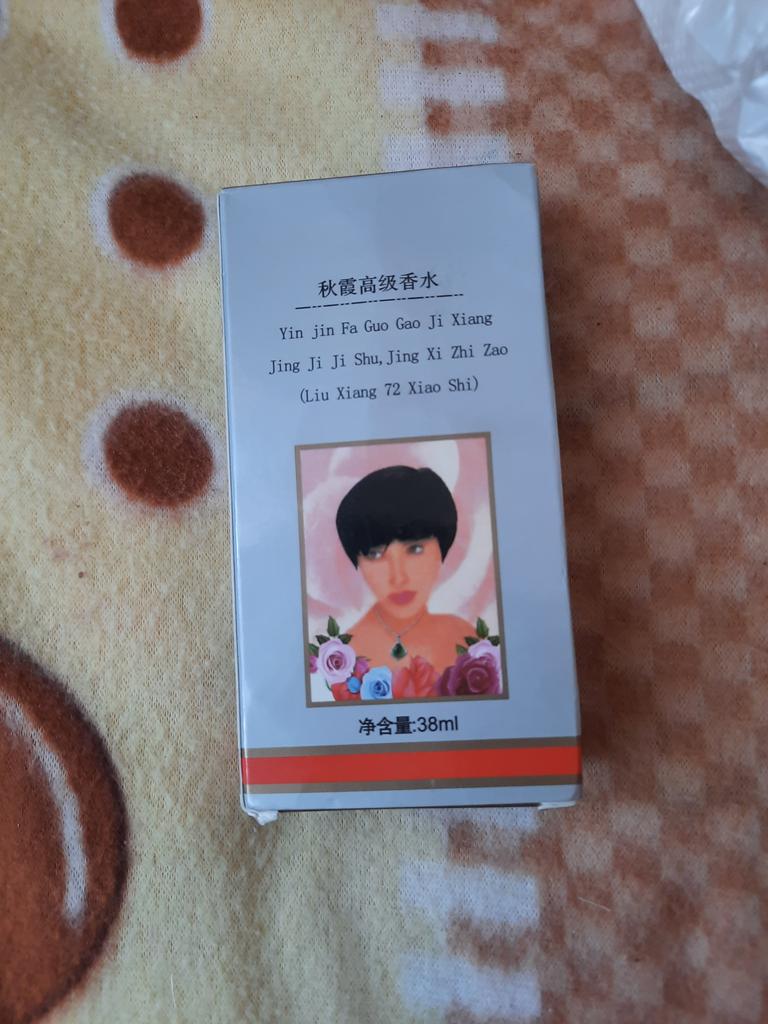 秋霞高级香水
Yin jin Fa Guo Gao Ji Xiang
Jing Ji Ji Shu,Jing Xi Zhi Zao
(Liu Xiang 72 Xiao Shi)
净含量:38ml